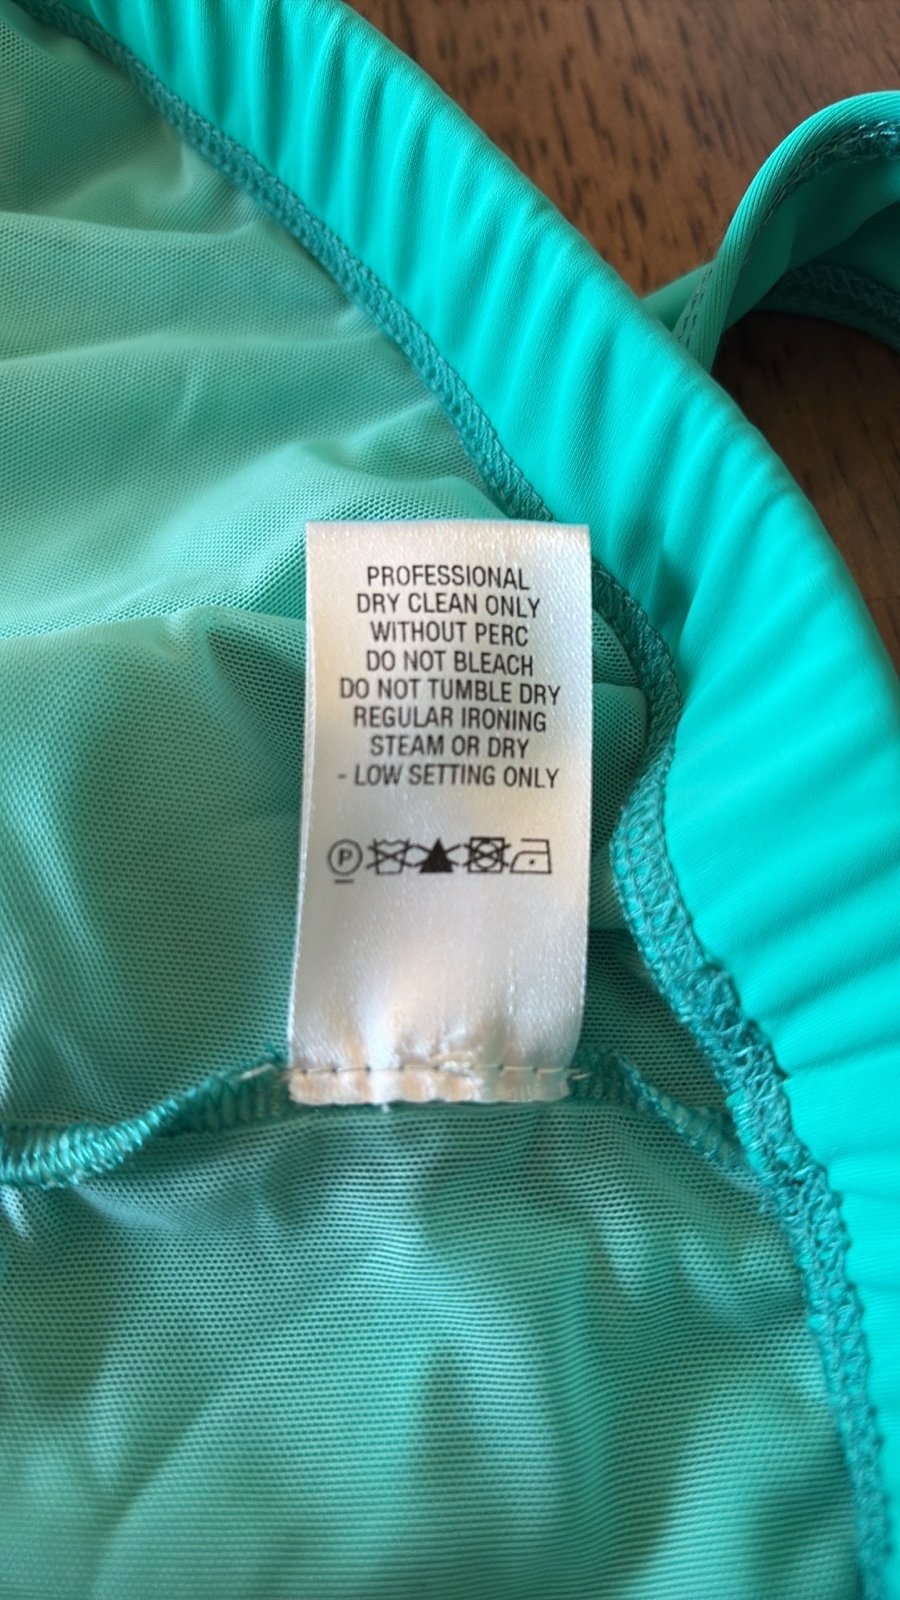 PROFESSIONAL
DRY CLEAN ONLY
WITHOUT PERC
DO NOT BLEACH
DO NOT TUMBLE DRY
REGULAR IRONING
STEAM OR DRY
- LOW SETTING ONLY
P